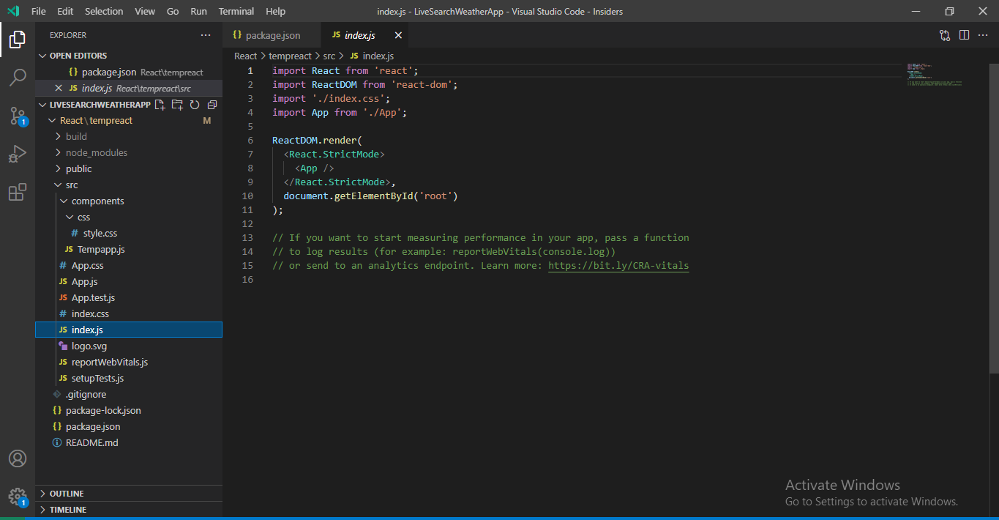 File Edit Selection View Go Run Terminal Help
index.js - LiveSearchWeatherApp - Visual Studio Code - Insiders
EXPLORER
OPEN EDITORS
{} package.json React\tempreact
JS index.js React\tempreact\src
LIVESEARCHWEATHERAPP
React\tempreact M
build
node_modules
public
src
components
css
# style.css
JS Tempapp.js
# App.css
JS App.js
JS App.test.js
# index.css
JS index.js
logo.svg
JS reportWebVitals.js
JS setupTests.js
.gitignore
{} package-lock.json
{} package.json
README.md
OUTLINE
TIMELINE
1
1
{} package.json
JS index.js
React > tempreact > src > JS index.js
1 import React from 'react';
2 import ReactDOM from 'react-dom';
3 import './index.css';
4 import App from './App';
5
6 ReactDOM.render(
7 <React.StrictMode>
8 <App />
9 </React.StrictMode>,
10 document.getElementById('root')
11 );
12
13 // If you want to start measuring performance in your app, pass a function
14 // to log results (for example: reportWebVitals(console.log))
15 // or send to an analytics endpoint. Learn more: https://bit.ly/CRA-vitals
16
Activate Windows
Go to Settings to activate Windows.